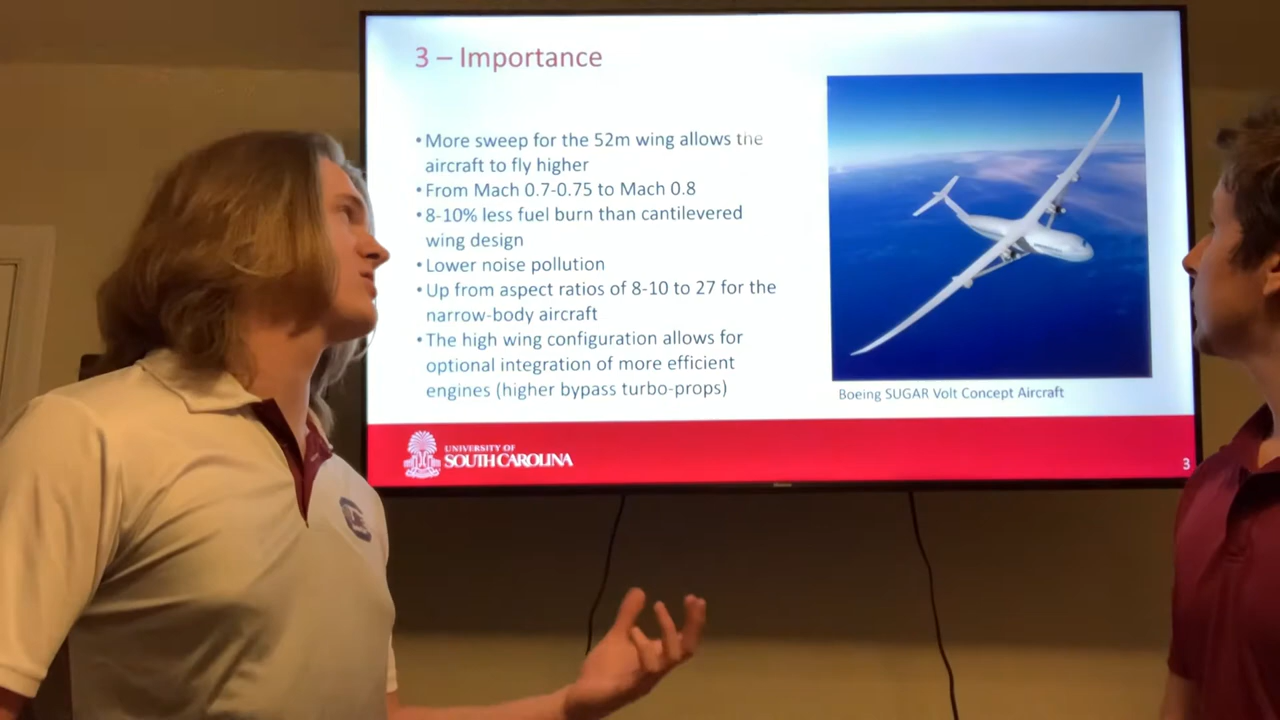 3 – Importance
•More sweep for the 52m wing allows the
aircraft to fly higher
•From Mach 0.7-0.75 to Mach 0.8
•8-10% less fuel burn than cantilevered
wing design
•Lower noise pollution
•Up from aspect ratios of 8-10 to 27 for the
narrow-body aircraft
•The high wing configuration allows for
optional integration of more efficient
engines (higher bypass turbo-props)
Boeing SUGAR Volt Concept Aircraft
UNIVERSITY OF
SOUTH CAROLINA
3